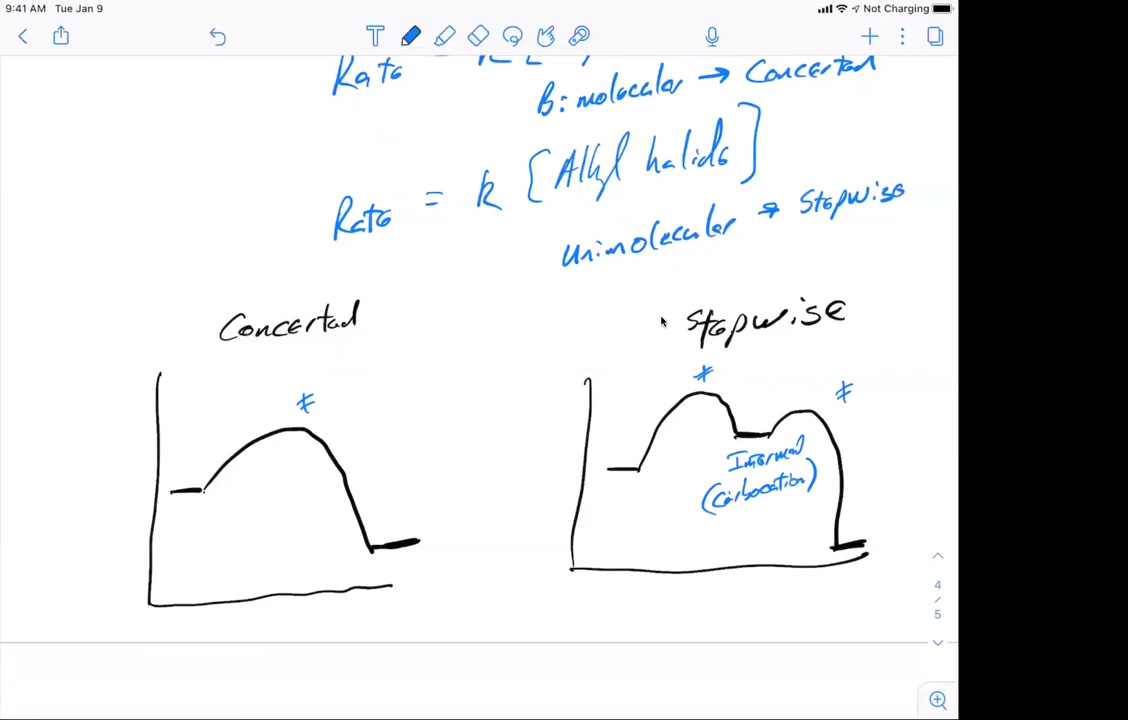 9:41 AM Tue Jan 9
Not Charging
T
Rate = k [
Bimolecular → Concerted
Rate = k [Alkyl halide]
Unimolecular → Stepwise
Concerted
Stepwise
‡
‡ ‡
(Carbocation)
4
/
5